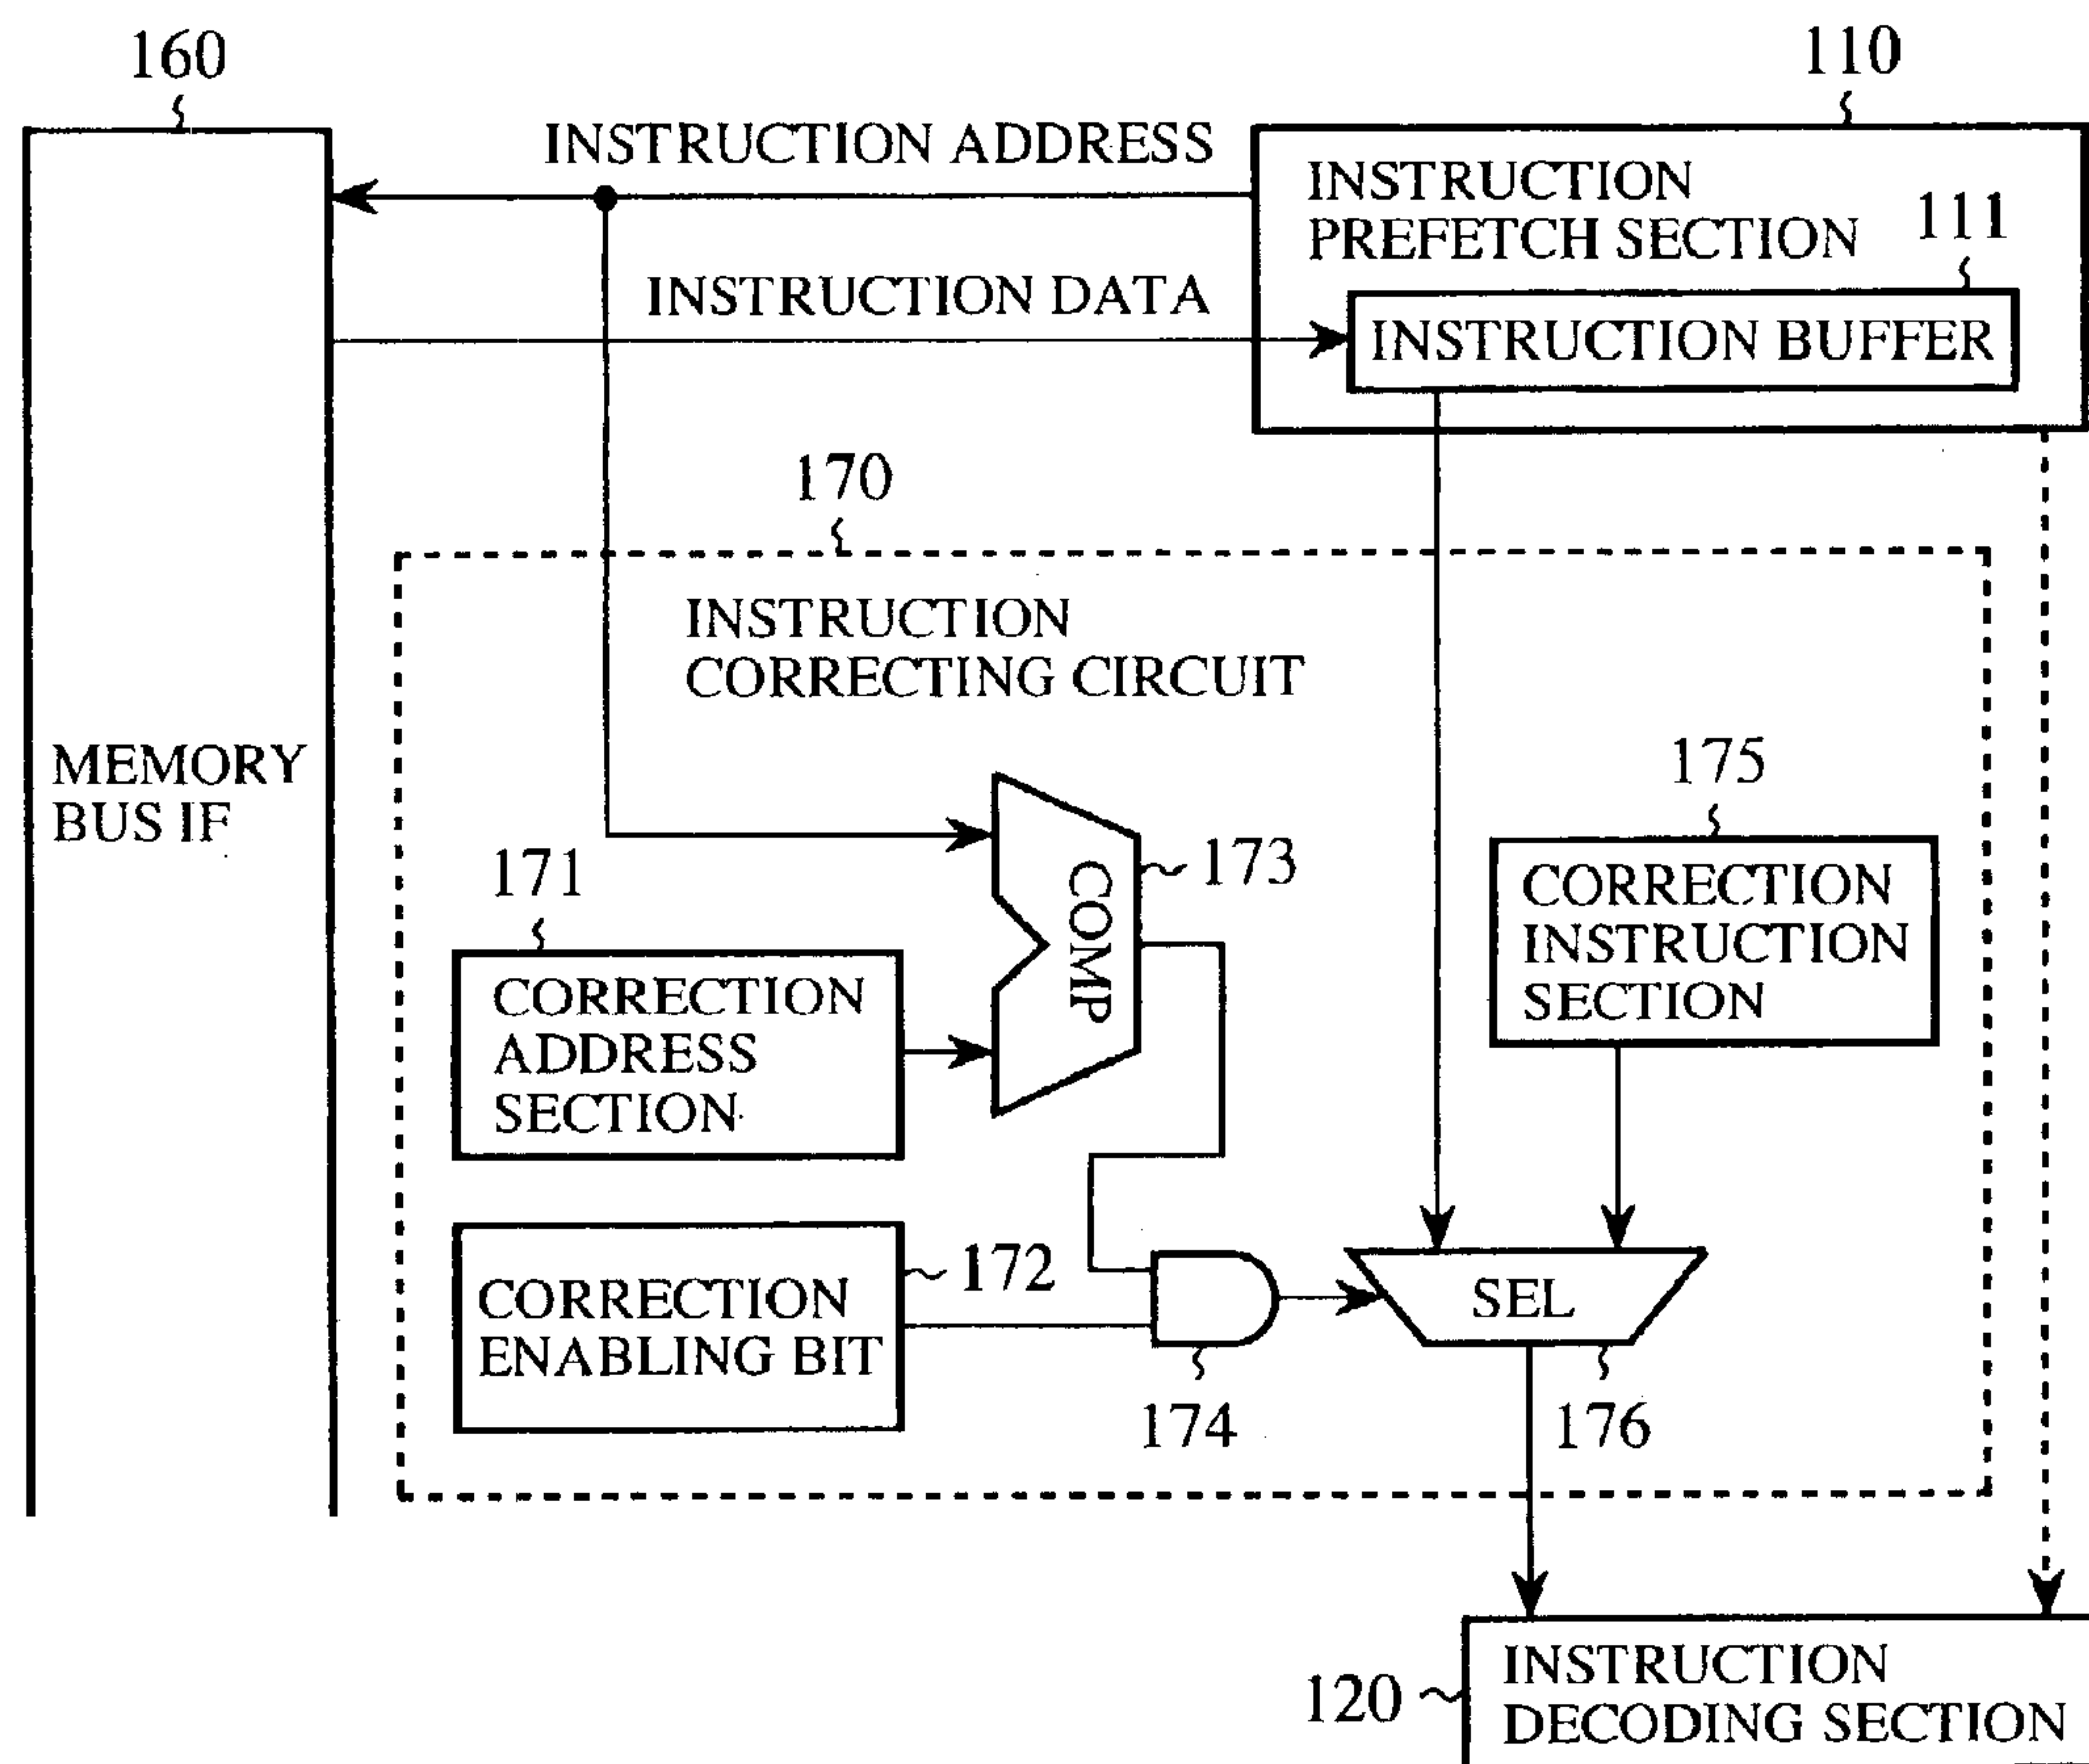 160
110
INSTRUCTION ADDRESS
INSTRUCTION
PREFETCH SECTION
111
INSTRUCTION DATA
INSTRUCTION BUFFER
170
INSTRUCTION
CORRECTING CIRCUIT
MEMORY
BUS IF
175
171
COMP
173
CORRECTION
INSTRUCTION
SECTION
CORRECTION
ADDRESS
SECTION
172
CORRECTION
ENABLING BIT
SEL
174
176
120
INSTRUCTION
DECODING SECTION